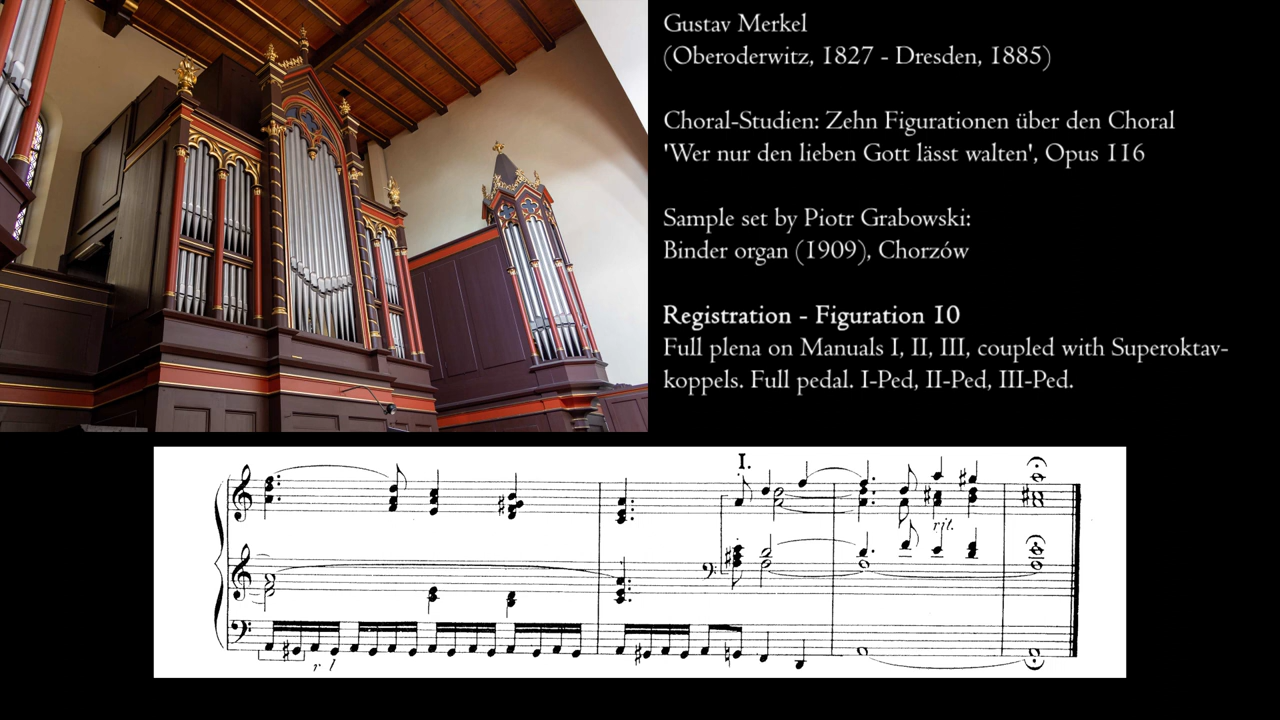 Gustav Merkel
(Oberoderwitz, 1827 - Dresden, 1885)
Choral-Studien: Zehn Figurationen über den Choral
'Wer nur den lieben Gott lässt walten', Opus 116
Sample set by Piotr Grabowski:
Binder organ (1909), Chorzów
Registration - Figuration 10
Full plena on Manuals I, II, III, coupled with Superoktav-
koppels. Full pedal. I-Ped, II-Ped, III-Ped.
I.
rit.
r l